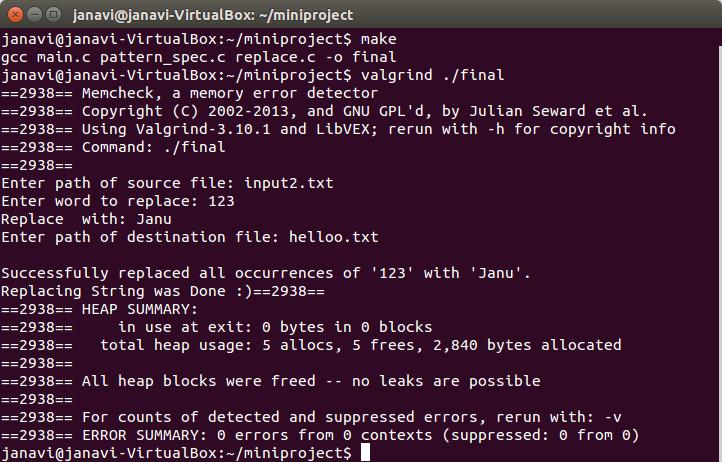 janavi@janavi-VirtualBox: ~/miniproject
janavi@janavi-VirtualBox:~/miniproject$ make
gcc main.c pattern_spec.c replace.c -o final
janavi@janavi-VirtualBox:~/miniproject$ valgrind ./final
==2938== Memcheck, a memory error detector
==2938== Copyright (C) 2002-2013, and GNU GPL'd, by Julian Seward et al.
==2938== Using Valgrind-3.10.1 and LibVEX; rerun with -h for copyright info
==2938== Command: ./final
==2938==
Enter path of source file: input2.txt
Enter word to replace: 123
Replace  with: Janu
Enter path of destination file: helloo.txt

Successfully replaced all occurrences of '123' with 'Janu'.
Replacing String was Done :)==2938==
==2938== HEAP SUMMARY:
==2938==     in use at exit: 0 bytes in 0 blocks
==2938==   total heap usage: 5 allocs, 5 frees, 2,840 bytes allocated
==2938==
==2938== All heap blocks were freed -- no leaks are possible
==2938==
==2938== For counts of detected and suppressed errors, rerun with: -v
==2938== ERROR SUMMARY: 0 errors from 0 contexts (suppressed: 0 from 0)
janavi@janavi-VirtualBox:~/miniproject$